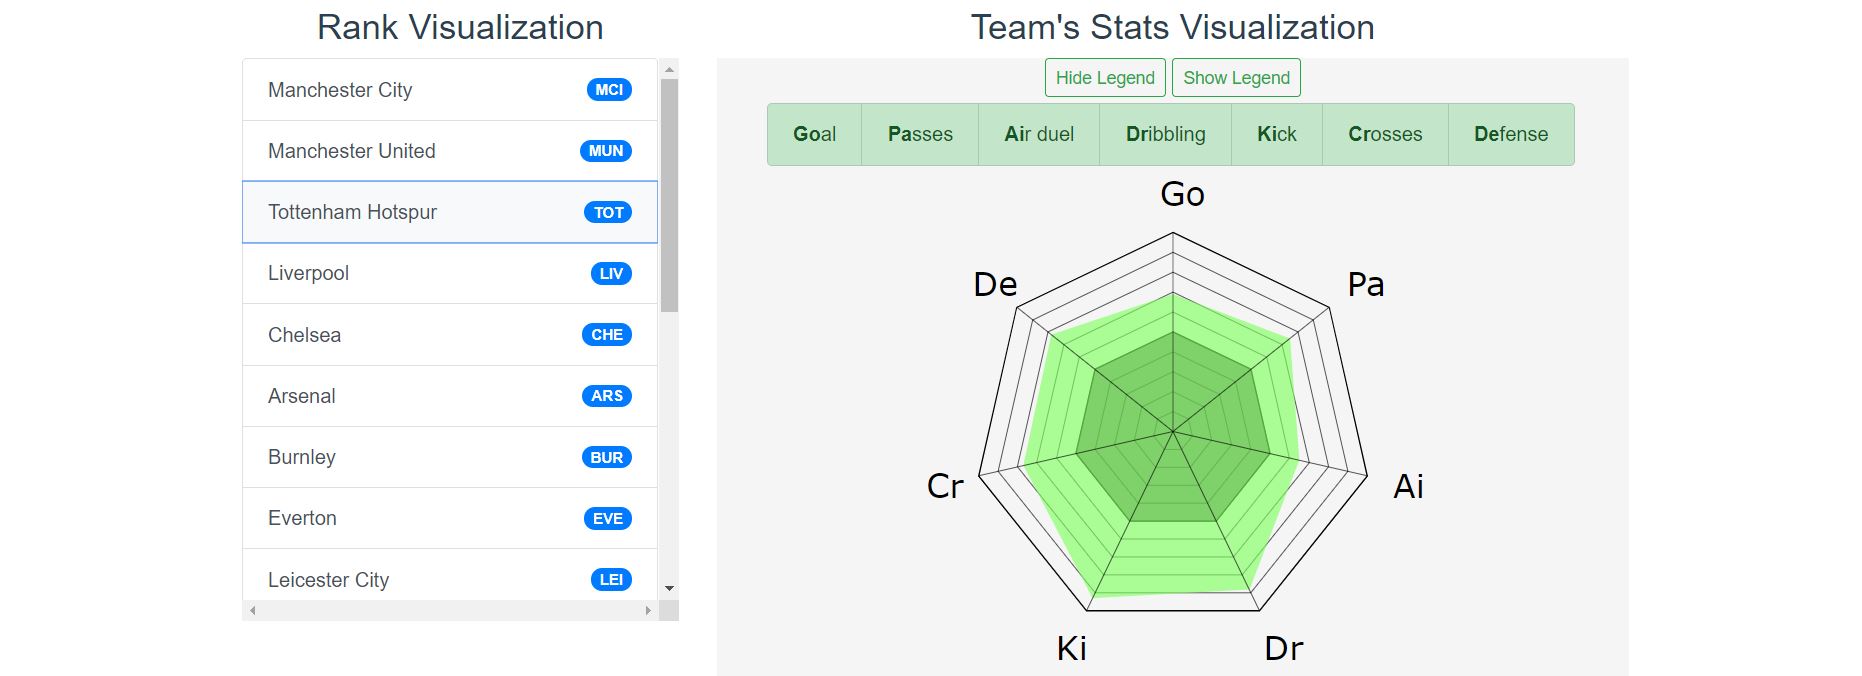 Rank Visualization
Manchester City MCI
Manchester United MUN
Tottenham Hotspur TOT
Liverpool LIV
Chelsea CHE
Arsenal ARS
Burnley BUR
Everton EVE
Leicester City LEI
Team's Stats Visualization
Hide Legend Show Legend
Goal Passes Air duel Dribbling Kick Crosses Defense
Go
De Pa
Cr Ai
Ki Dr